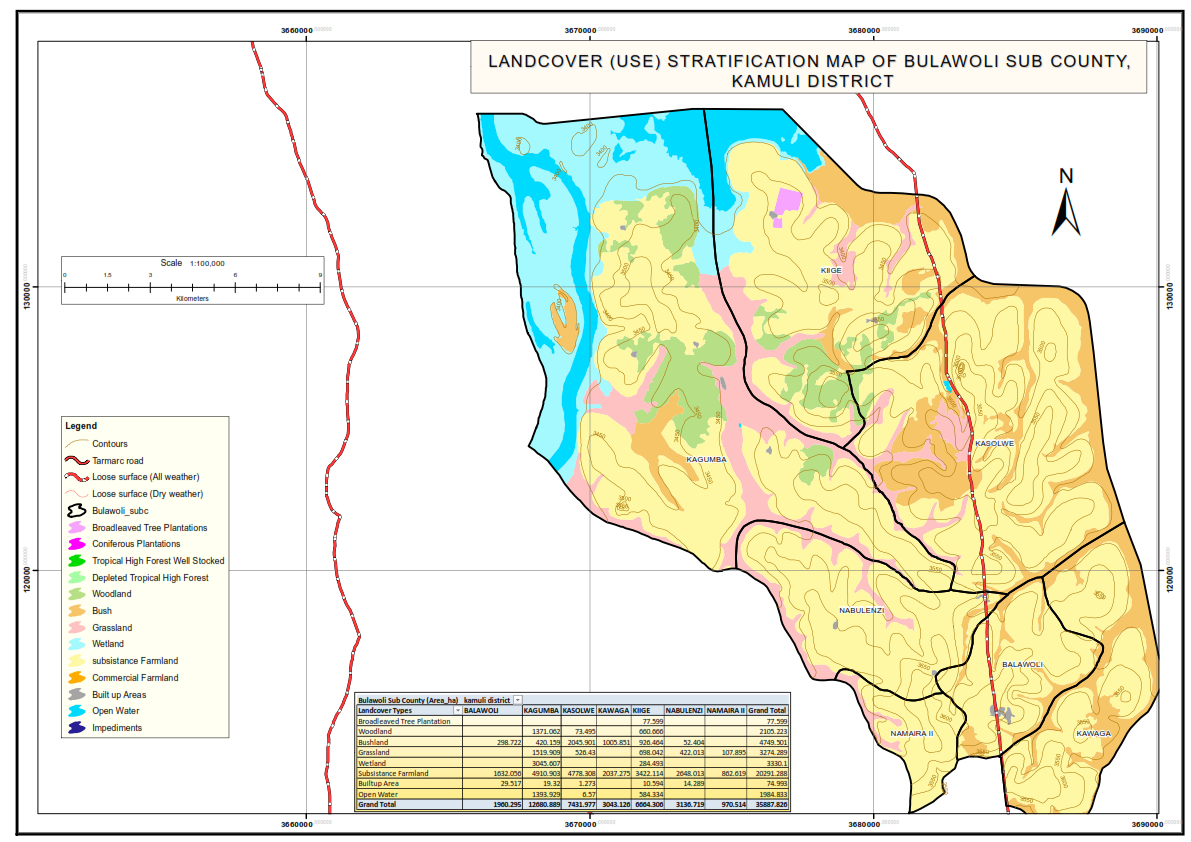 3660000 3670000 3680000 3690000
LANDCOVER (USE) STRATIFICATION MAP OF BULAWOLI SUB COUNTY,
KAMULI DISTRICT
N
Scale 1:100,000
0 1.5 3 6 9
Kilometers
130000 130000
120000 120000
KIIGE
KASOLWE
KAGUMBA
NABULENZI
BALAWOLI
NAMAIRA II
KAWAGA
Legend
Contours
Tarmarc road
Loose surface (All weather)
Loose surface (Dry weather)
Bulawoli_subc
Broadleaved Tree Plantations
Coniferous Plantations
Tropical High Forest Well Stocked
Depleted Tropical High Forest
Woodland
Bush
Grassland
Wetland
subsistance Farmland
Commercial Farmland
Built up Areas
Open Water
Impediments
Bulawoli Sub County (Area_ha) kamuli district
Landcover Types BALAWOLI KAGUMBA KASOLWE KAWAGA KIIGE NABULENZI NAMAIRA II Grand Total
Broadleaved Tree Plantation 77.599 77.599
Woodland 1371.062 73.495 660.666 2105.223
Bushland 298.722 420.159 2045.901 1005.851 926.464 52.404 4749.501
Grassland 1519.909 526.43 698.042 422.013 107.895 3274.289
Wetland 3045.607 284.493 3330.1
Subsistance Farmland 1632.056 4910.903 4778.308 2037.275 3422.114 2648.013 862.619 20291.288
Builtup Area 29.517 19.32 1.273 10.594 14.289 74.993
Open Water 1393.929 6.57 584.334 1984.833
Grand Total 1960.295 12680.889 7431.977 3043.126 6664.306 3136.719 970.514 35887.826
3660000 3670000 3680000 3690000